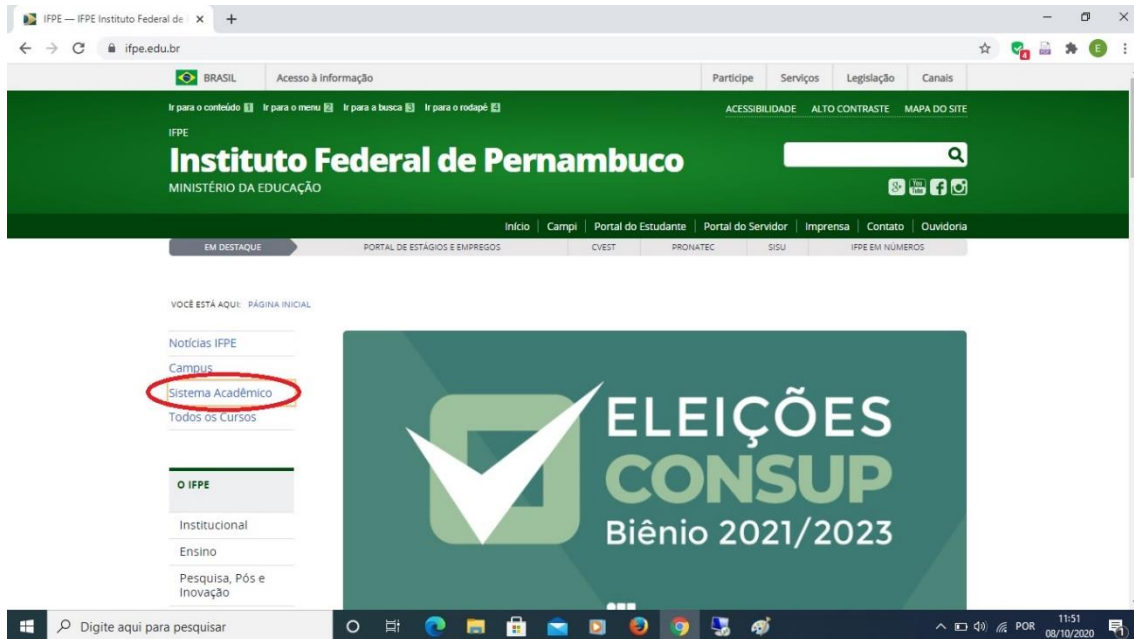 IFPE — IFPE Instituto Federal de
ifpe.edu.br
E
BRASIL Acesso à informação Participe Serviços Legislação Canais
Ir para o conteúdo 1 Ir para o menu 2 Ir para a busca 3 Ir para o rodapé 4 ACESSIBILIDADE ALTO CONTRASTE MAPA DO SITE
IFPE
Instituto Federal de Pernambuco
MINISTÉRIO DA EDUCAÇÃO
Início Campi Portal do Estudante Portal do Servidor Imprensa Contato Ouvidoria
EM DESTAQUE PORTAL DE ESTÁGIOS E EMPREGOS CVEST PRONATEC SISU IFPE EM NÚMEROS
VOCÊ ESTÁ AQUI: PÁGINA INICIAL
Notícias IFPE
Campus
Sistema Acadêmico
Todos os Cursos
O IFPE
Institucional
Ensino
Pesquisa, Pós e
Inovação
ELEIÇÕES
CONSUP
Biênio 2021/2023
Digite aqui para pesquisar
POR
11:51
08/10/2020